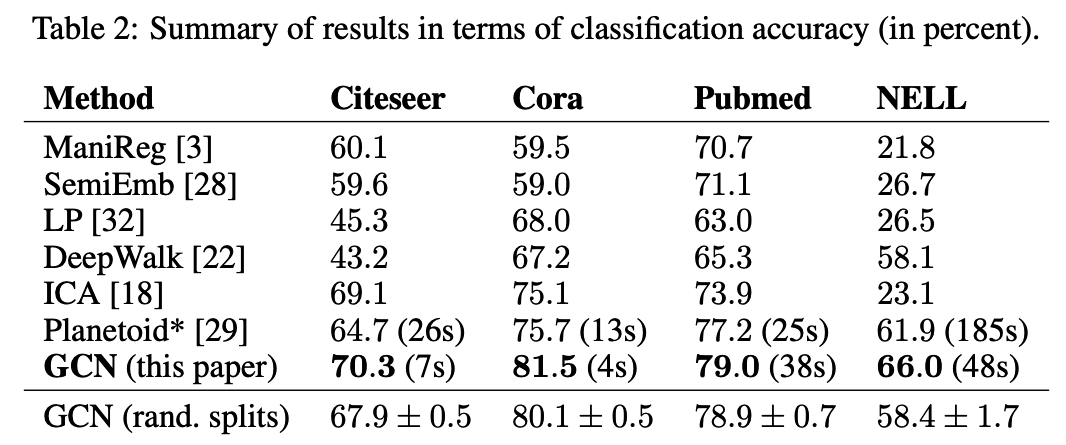 Table 2: Summary of results in terms of classification accuracy (in percent).
Method Citeseer Cora Pubmed NELL
ManiReg [3] 60.1 59.5 70.7 21.8
SemiEmb [28] 59.6 59.0 71.1 26.7
LP [32] 45.3 68.0 63.0 26.5
DeepWalk [22] 43.2 67.2 65.3 58.1
ICA [18] 69.1 75.1 73.9 23.1
Planetoid* [29] 64.7 (26s) 75.7 (13s) 77.2 (25s) 61.9 (185s)
GCN (this paper) 70.3 (7s) 81.5 (4s) 79.0 (38s) 66.0 (48s)
GCN (rand. splits) 67.9 ± 0.5 80.1 ± 0.5 78.9 ± 0.7 58.4 ± 1.7